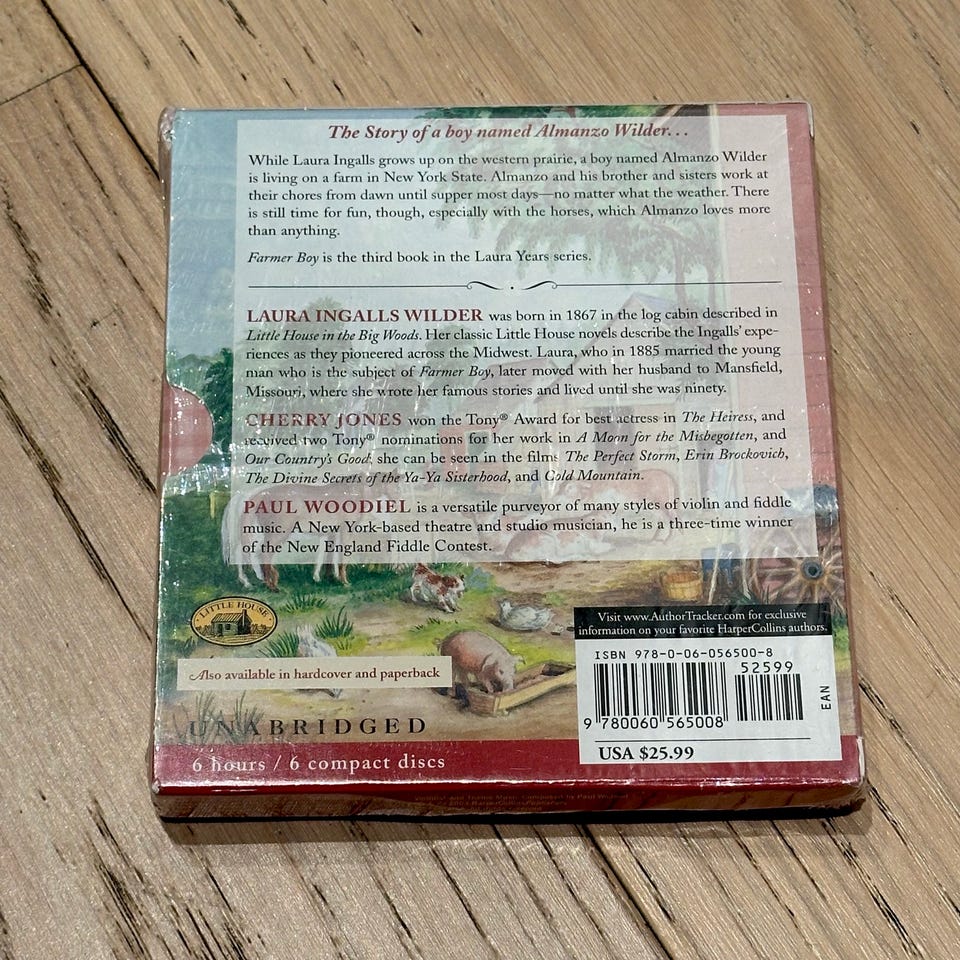 The Story of a boy named Almanzo Wilder...
While Laura Ingalls grows up on the western prairie, a boy named Almanzo Wilder
is living on a farm in New York State. Almanzo and his brother and sisters work at
their chores from dawn until supper most days—no matter what the weather. There
is still time for fun, though, especially with the horses, which Almanzo loves more
than anything.
Farmer Boy is the third book in the Laura Years series.
LAURA INGALLS WILDER was born in 1867 in the log cabin described in
Little House in the Big Woods. Her classic Little House novels describe the Ingalls' expe-
riences as they pioneered across the Midwest. Laura, who in 1885 married the young
man who is the subject of Farmer Boy, later moved with her husband to Mansfield,
Missouri, where she wrote her famous stories and lived until she was ninety.
CHERRY JONES won the Tony® Award for best actress in The Heiress, and
received two Tony® nominations for her work in A Moon for the Misbegotten, and
Our Country's Good; she can be seen in the films The Perfect Storm, Erin Brockovich,
The Divine Secrets of the Ya-Ya Sisterhood, and Cold Mountain.
PAUL WOODIEL is a versatile purveyor of many styles of violin and fiddle
music. A New York-based theatre and studio musician, he is a three-time winner
of the New England Fiddle Contest.
LITTLE HOUSE
Also available in hardcover and paperback
UNABRIDGED
6 hours / 6 compact discs
Visit www.AuthorTracker.com for exclusive
information on your favorite HarperCollins authors.
ISBN 978-0-06-056500-8
52599
9 780060 565008
EAN
USA $25.99